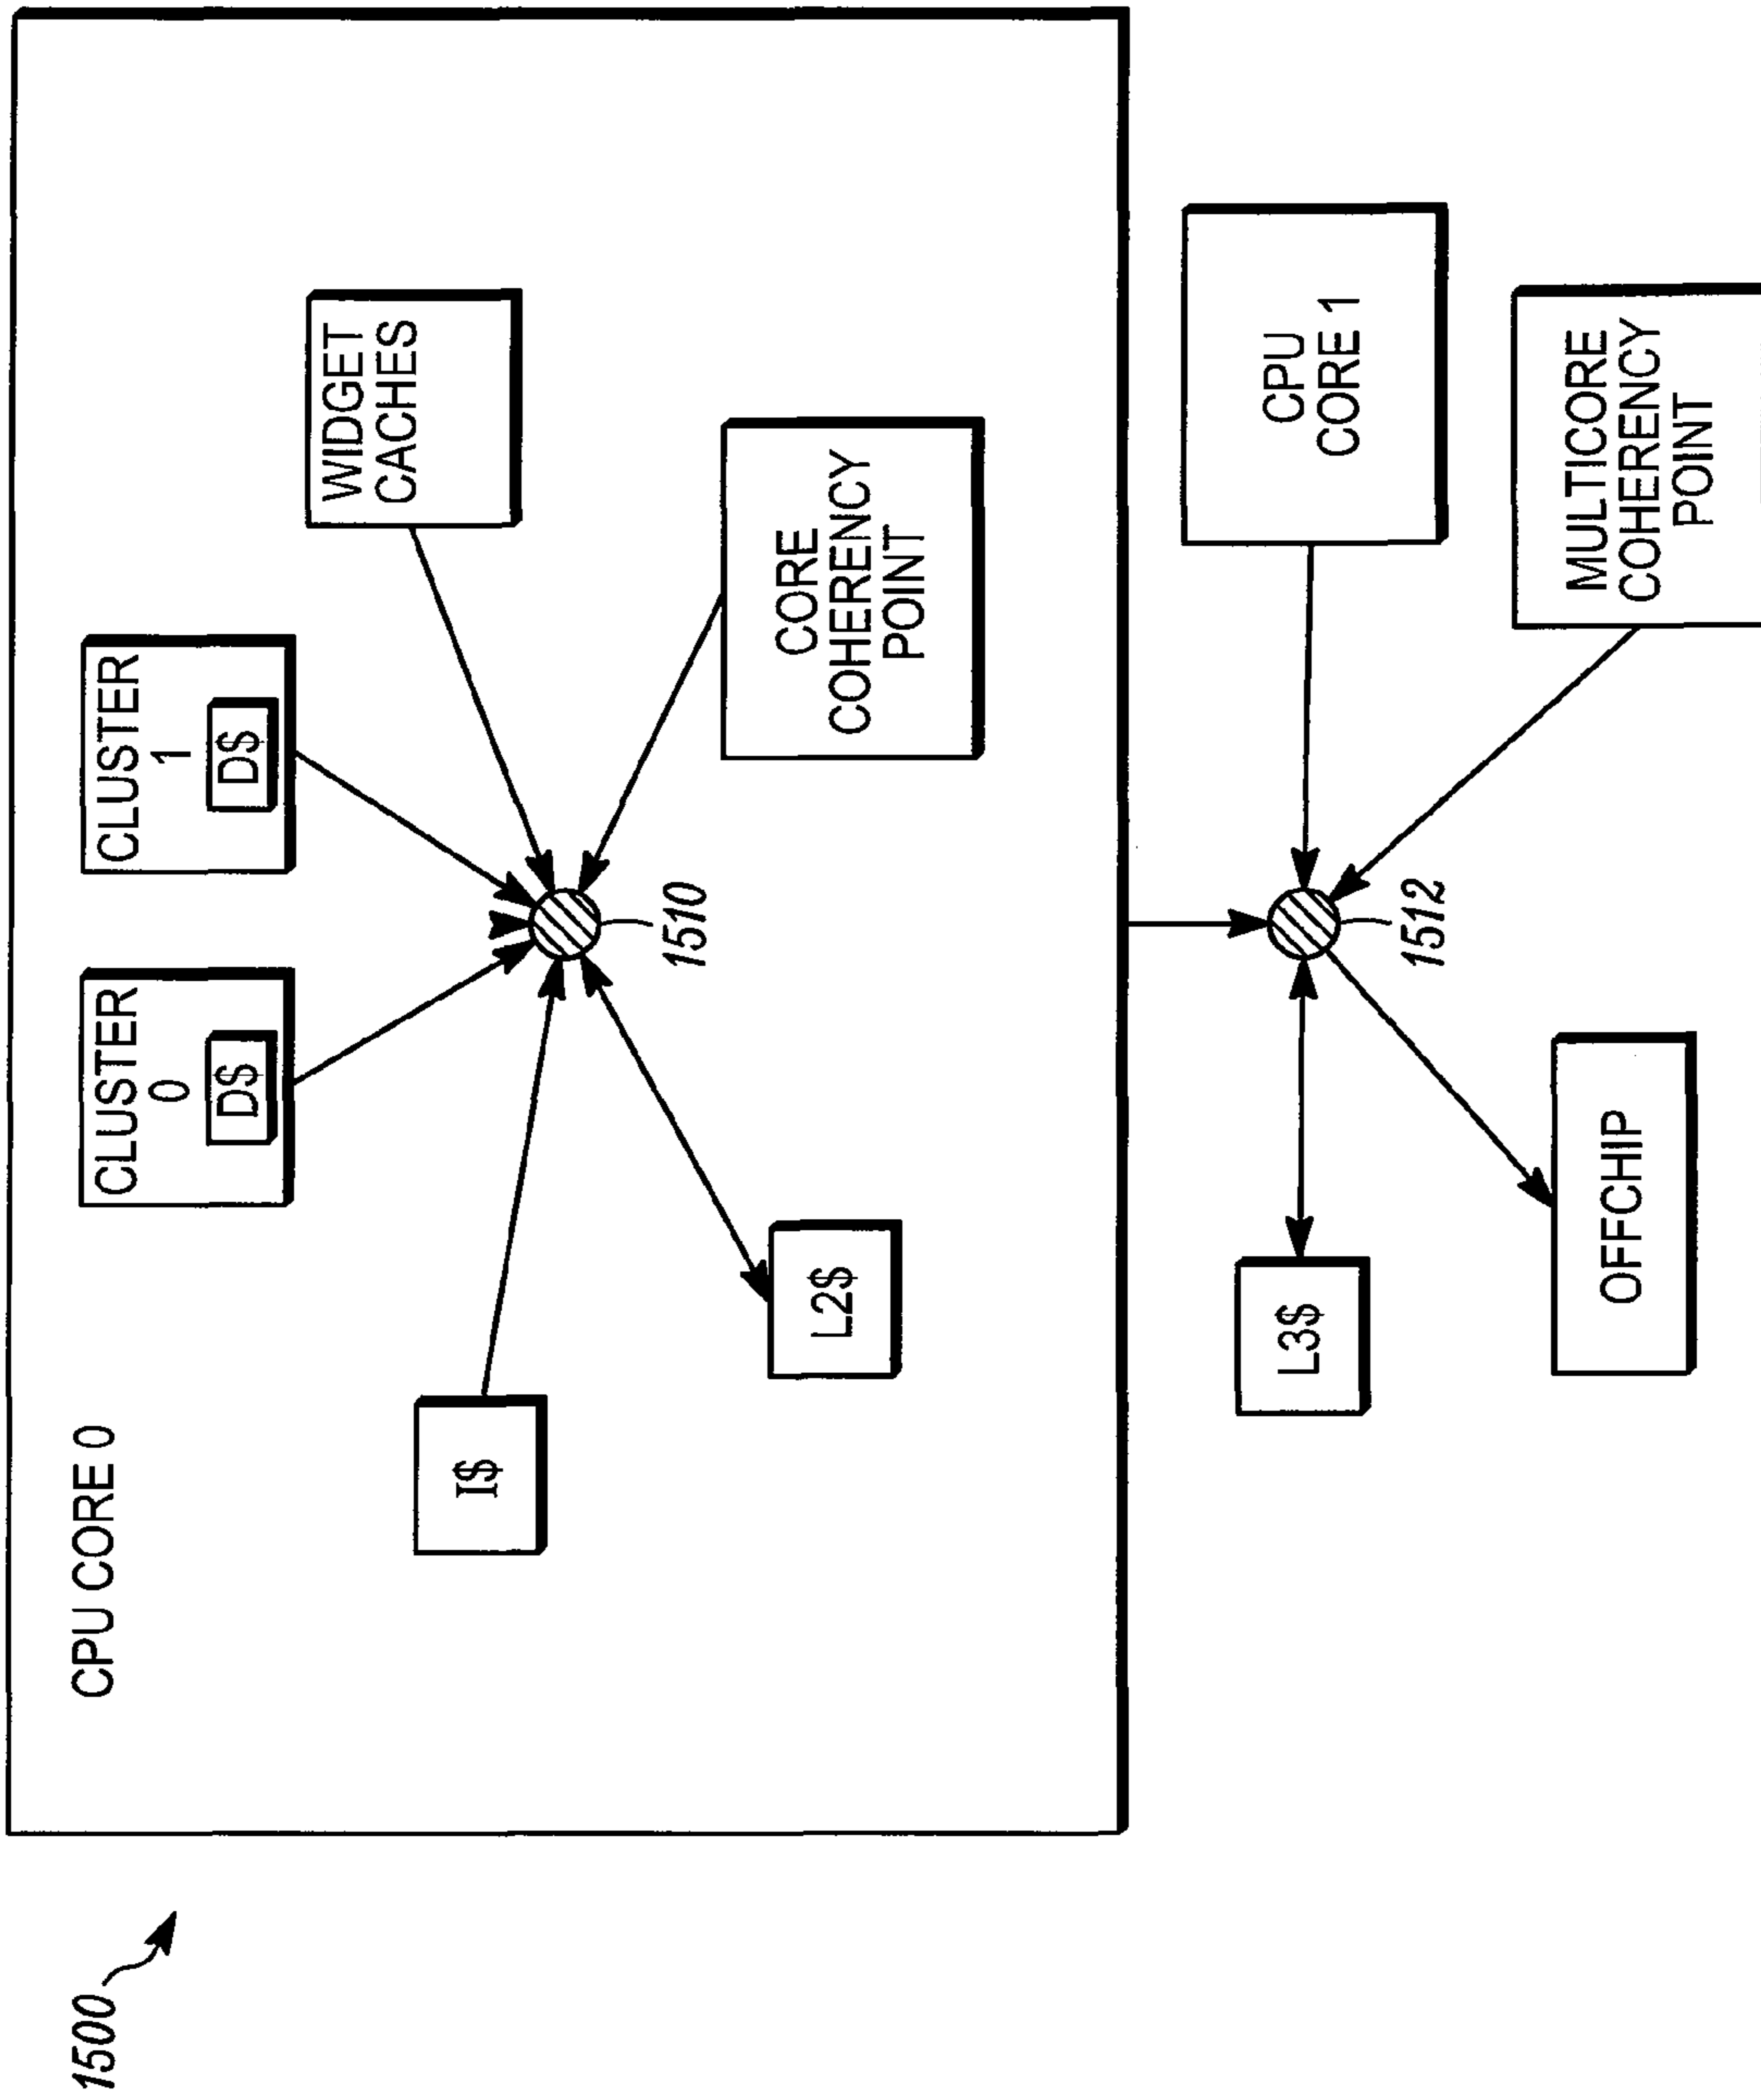 1500
CPU CORE 0
CLUSTER
0
D$
CLUSTER
1
D$
I$
WIDGET
CACHES
1510
L2$
CORE
COHERENCY
POINT
L3$
1512
CPU
CORE 1
OFFCHIP
MULTICORE
COHERENCY
POINT